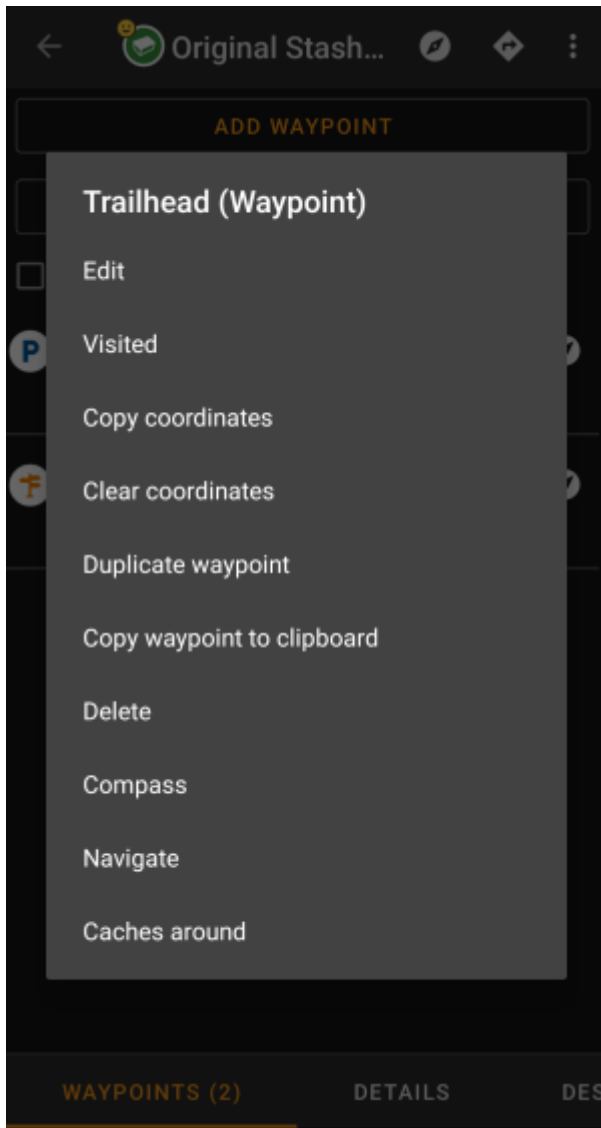 Original Stash...
ADD WAYPOINT
Trailhead (Waypoint)
Edit
Visited
P
Copy coordinates
Clear coordinates
Duplicate waypoint
Copy waypoint to clipboard
Delete
Compass
Navigate
Caches around
WAYPOINTS (2)
DETAILS
DES